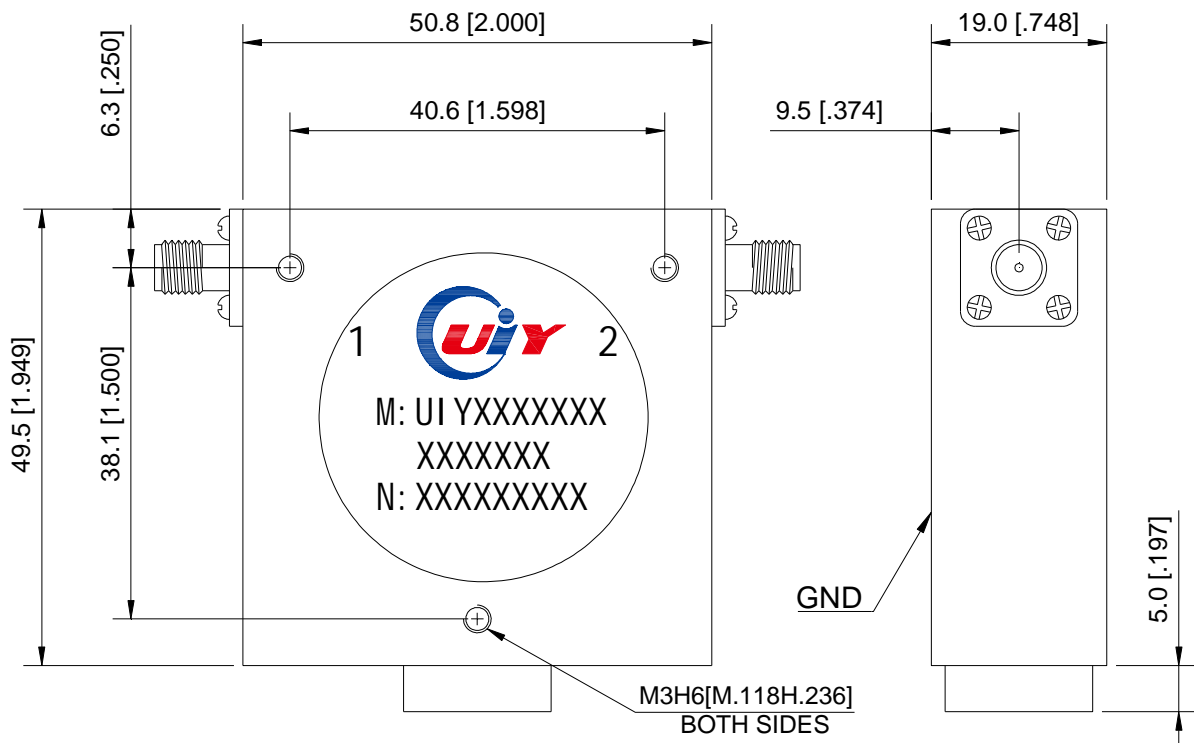 50.8 [2.000]
19.0 [.748]
6.3 [.250]
40.6 [1.598]
9.5 [.374]
49.5 [1.949]
38.1 [1.500]
1
UiY
2
M: UIYXXXXXXX
XXXXXXX
N: XXXXXXXXX
GND
5.0 [.197]
M3H6[M.118H.236]
BOTH SIDES